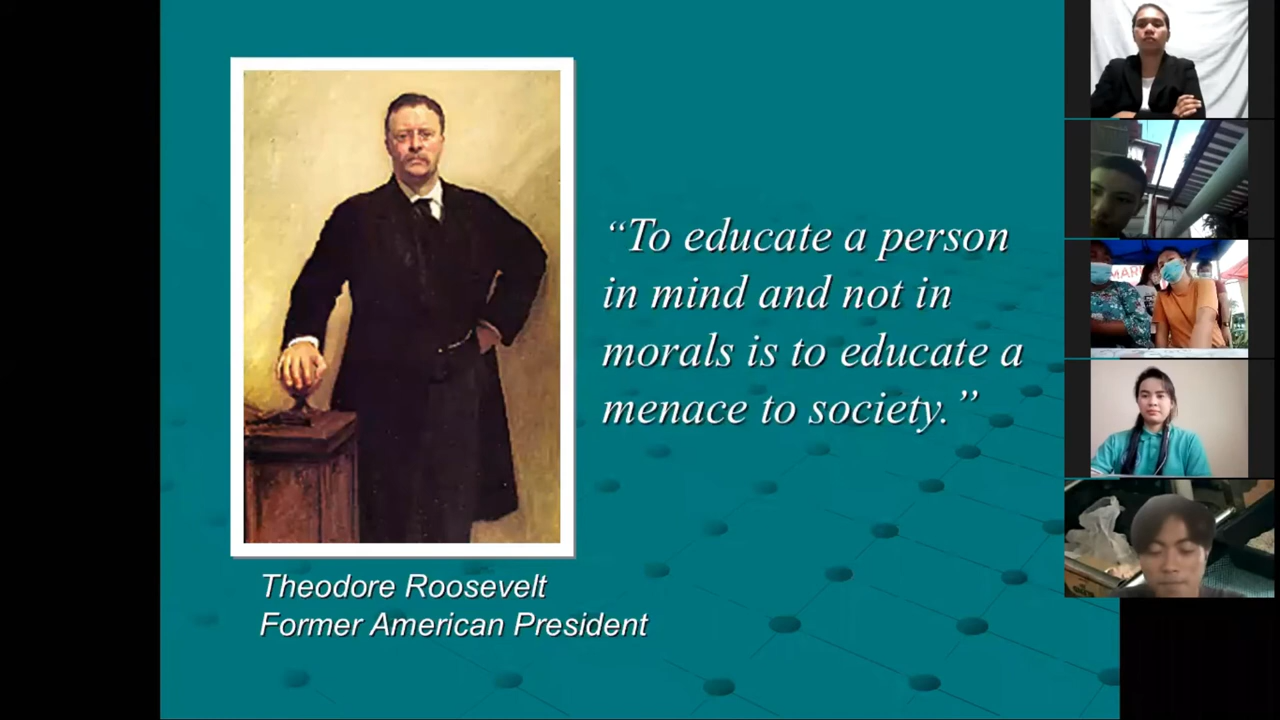 “To educate a person
in mind and not in
morals is to educate a
menace to society.”
Theodore Roosevelt
Former American President